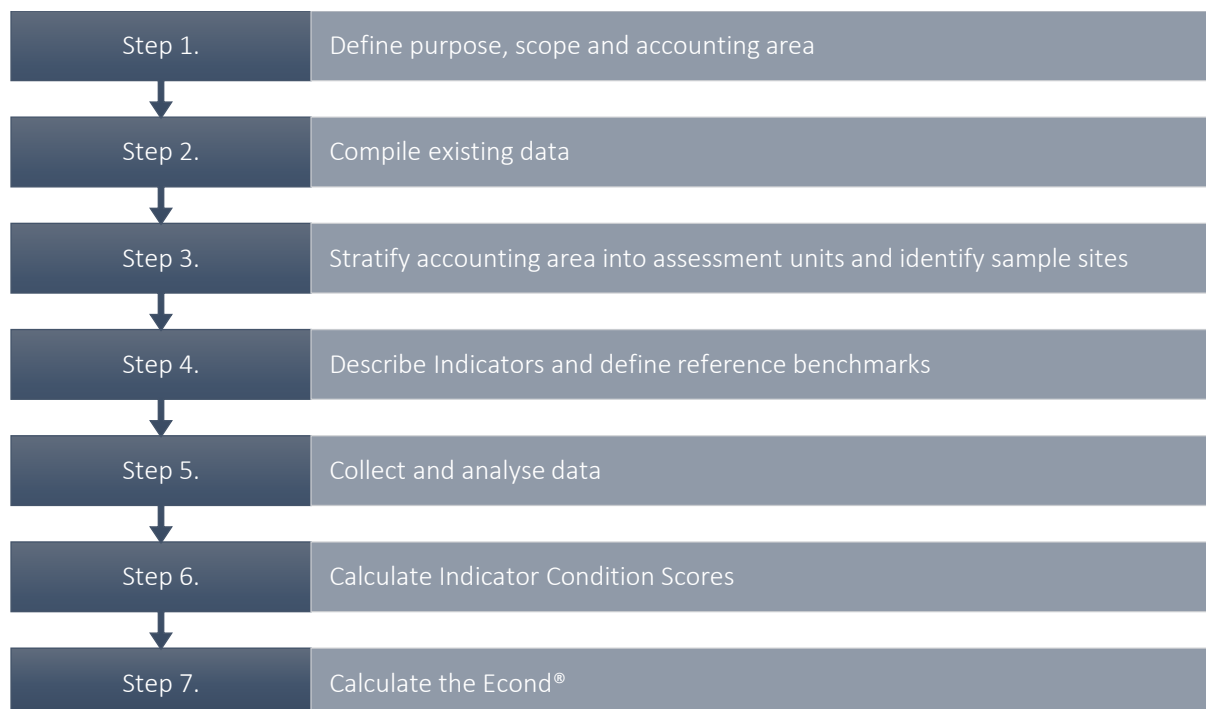 Step 1.
Define purpose, scope and accounting area
Step 2.
Compile existing data
Step 3.
Stratify accounting area into assessment units and identify sample sites
Step 4.
Describe Indicators and define reference benchmarks
Step 5.
Collect and analyse data
Step 6.
Calculate Indicator Condition Scores
Step 7.
Calculate the Econd®